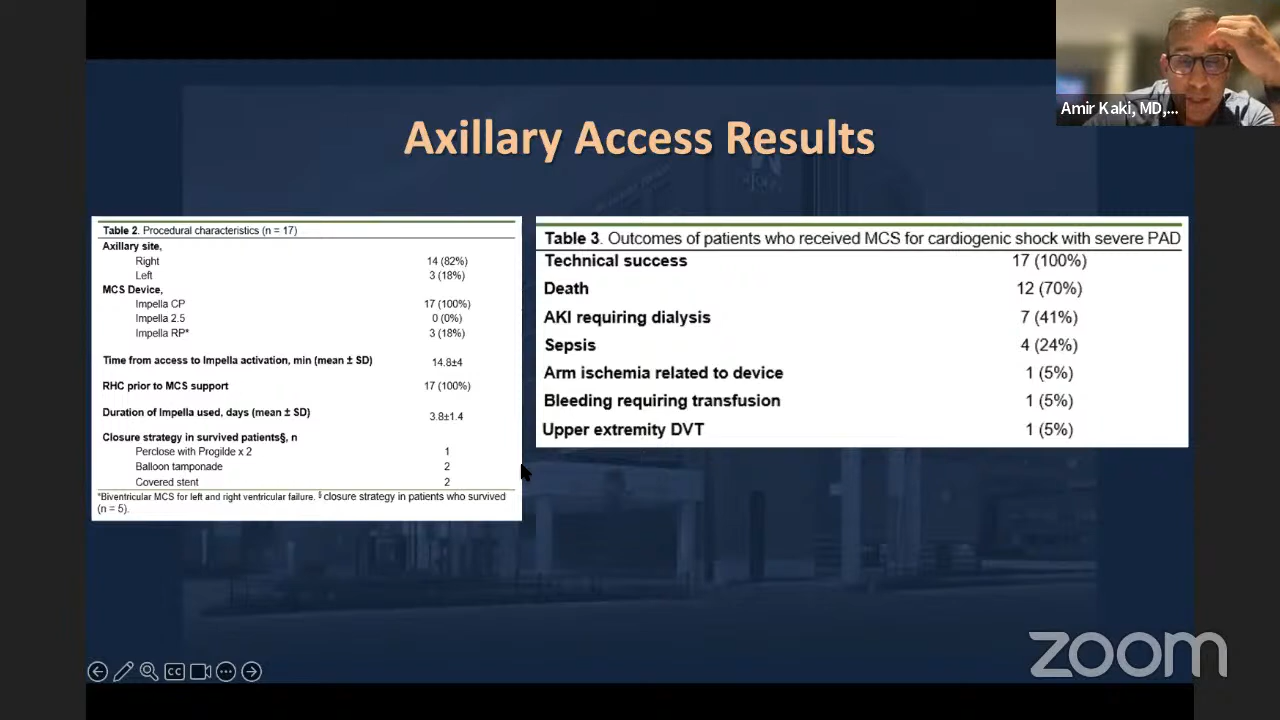 Amir Kaki, MD,...
Axillary Access Results
Table 2. Procedural characteristics (n = 17)
Axillary site,
Right 14 (82%)
Left 3 (18%)
MCS Device,
Impella CP 17 (100%)
Impella 2.5 0 (0%)
Impella RP* 3 (18%)
Time from access to Impella activation, min (mean ± SD) 14.8±4
RHC prior to MCS support 17 (100%)
Duration of Impella used, days (mean ± SD) 3.8±1.4
Closure strategy in survived patients§, n
Perclose with Progilde x 2 1
Balloon tamponade 2
Covered stent 2
*Biventricular MCS for left and right ventricular failure. § closure strategy in patients who survived
(n = 5).
Table 3. Outcomes of patients who received MCS for cardiogenic shock with severe PAD
Technical success 17 (100%)
Death 12 (70%)
AKI requiring dialysis 7 (41%)
Sepsis 4 (24%)
Arm ischemia related to device 1 (5%)
Bleeding requiring transfusion 1 (5%)
Upper extremity DVT 1 (5%)
CC
zoom